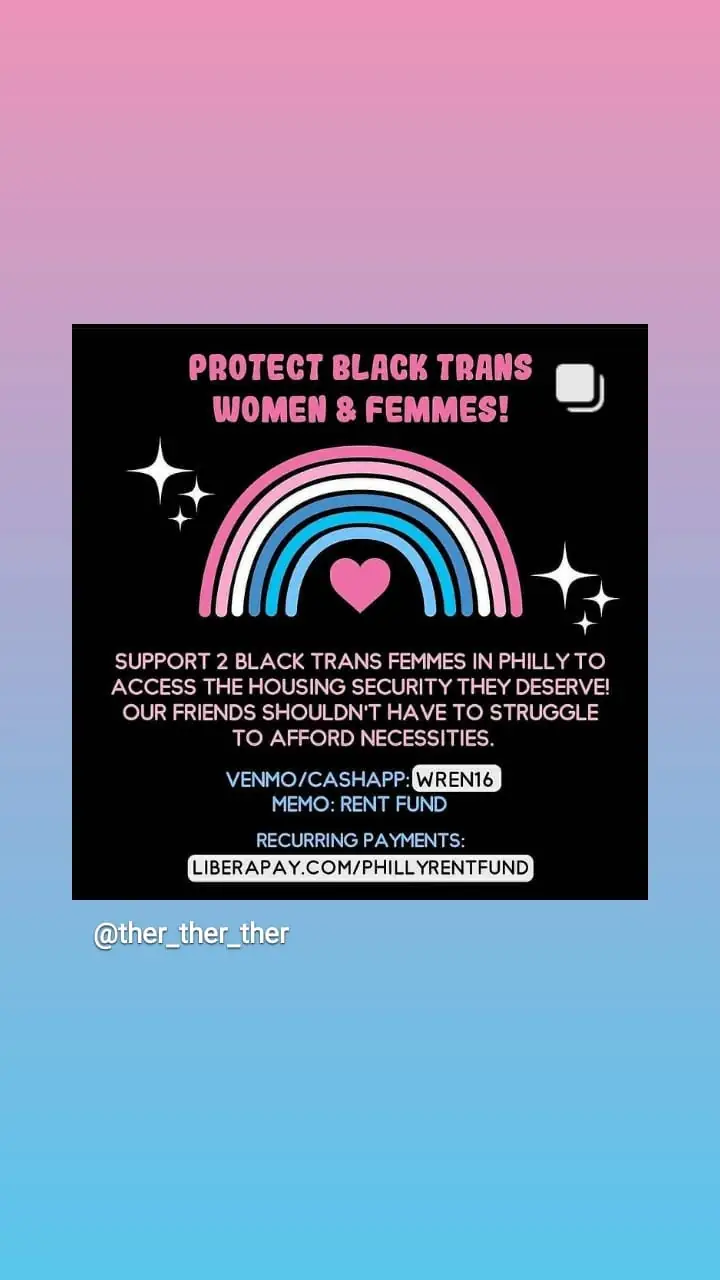 PROTECT BLACK TRANS
WOMEN & FEMMES!
SUPPORT 2 BLACK TRANS FEMMES IN PHILLY TO
ACCESS THE HOUSING SECURITY THEY DESERVE!
OUR FRIENDS SHOULDN'T HAVE TO STRUGGLE
TO AFFORD NECESSITIES.
VENMO/CASHAPP: WREN16
MEMO: RENT FUND
RECURRING PAYMENTS:
LIBERAPAY.COM/PHILLYRENTFUND
@ther_ther_ther